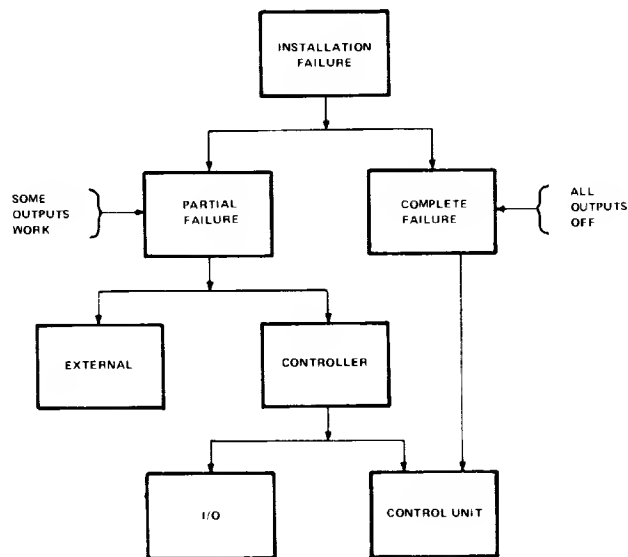 INSTALLATION
FAILURE
SOME
OUTPUTS
WORK
PARTIAL
FAILURE
COMPLETE
FAILURE
ALL
OUTPUTS
OFF
EXTERNAL
CONTROLLER
I/O
CONTROL UNIT